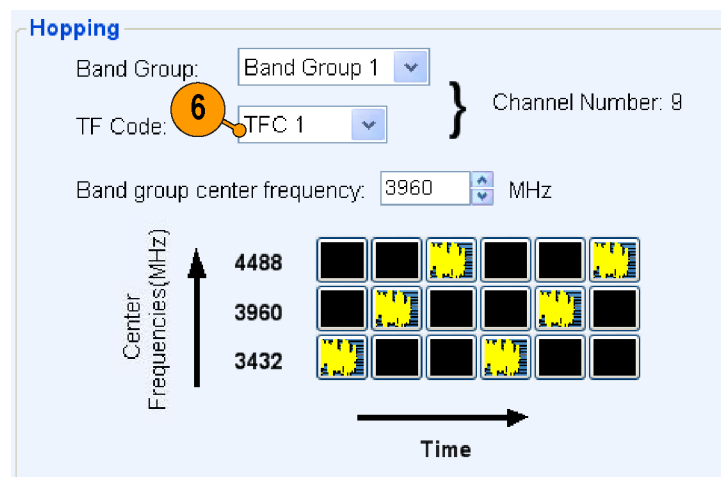 Hopping
Band Group: Band Group 1
6
TF Code: TFC 1
Channel Number: 9
Band group center frequency: 3960 MHz
Center
Frequencies(MHz)
4488
3960
3432
Time